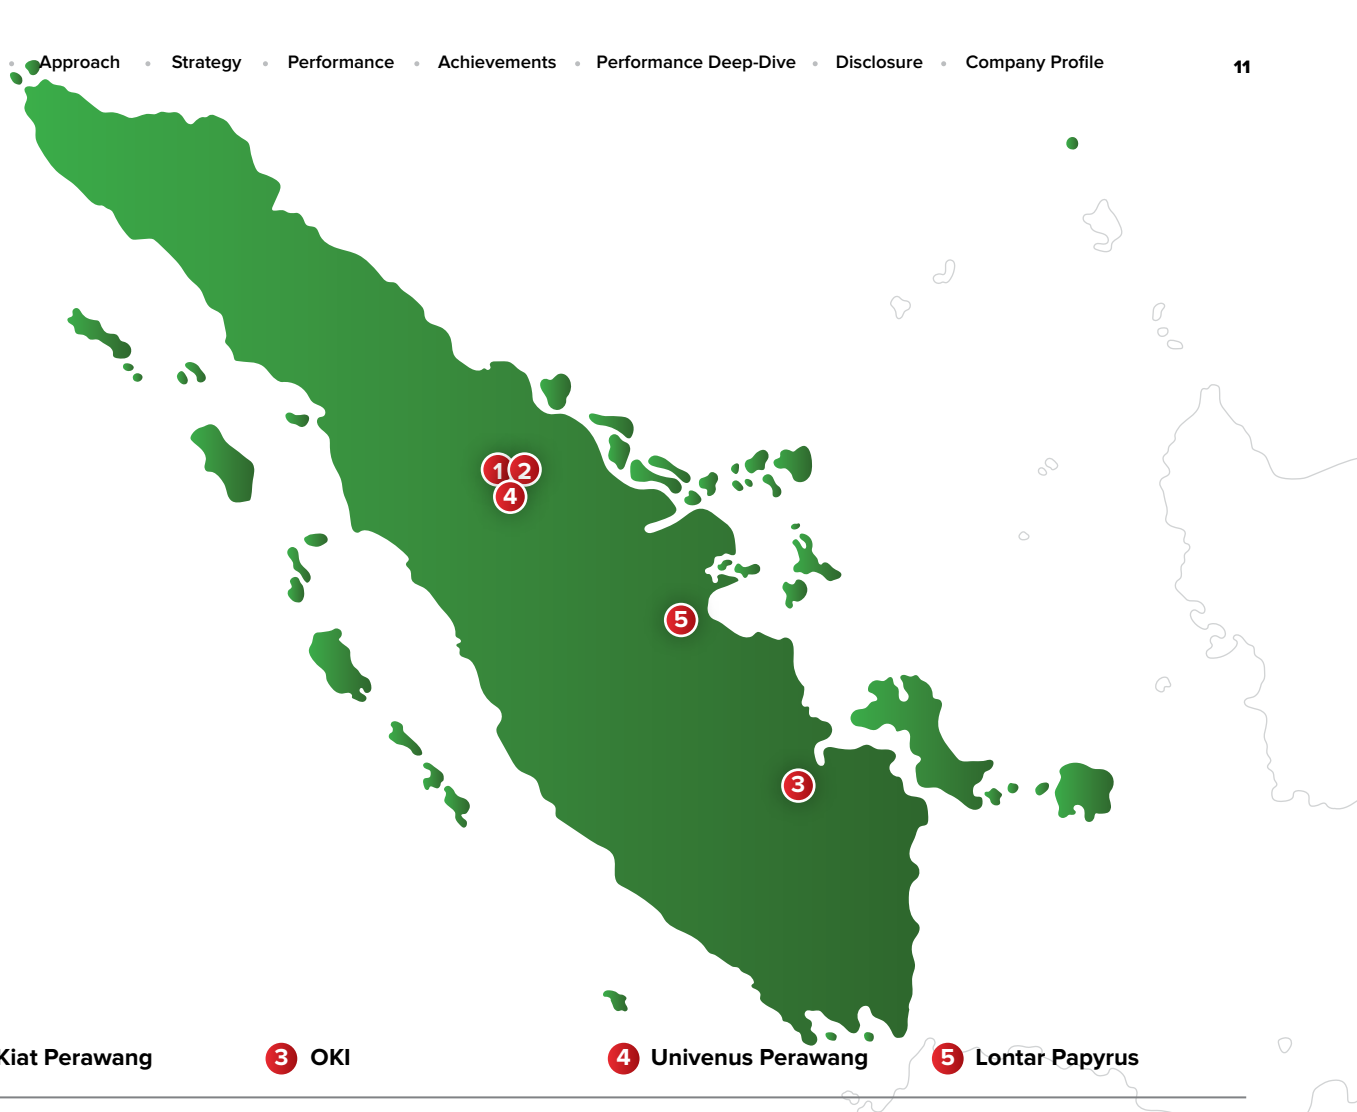 Approach • Strategy • Performance • Achievements • Performance Deep-Dive • Disclosure • Company Profile 11
1 2
4
5
3
Kiat Perawang 3 OKI 4 Univenus Perawang 5 Lontar Papyrus